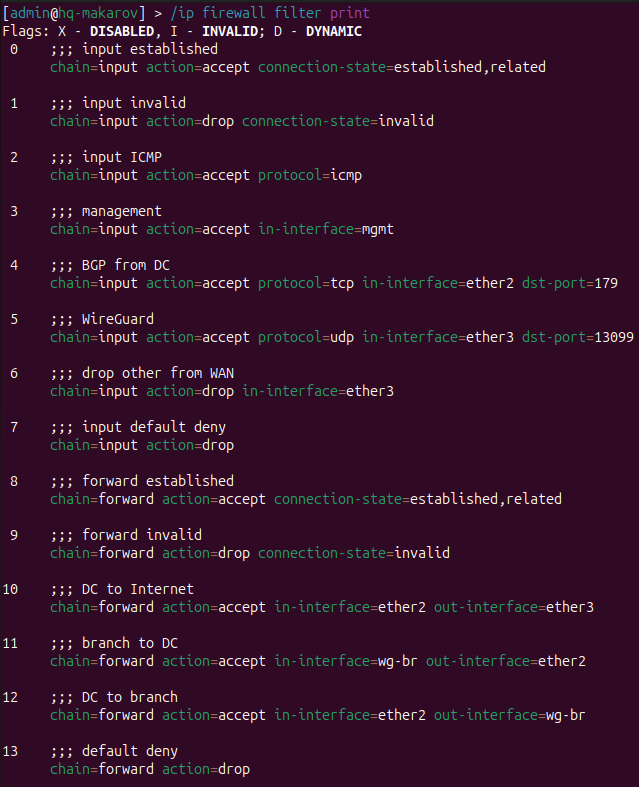 [admin@hq-makarov] > /ip firewall filter print
Flags: X - DISABLED, I - INVALID; D - DYNAMIC
 0    ;;; input established
      chain=input action=accept connection-state=established,related

 1    ;;; input invalid
      chain=input action=drop connection-state=invalid

 2    ;;; input ICMP
      chain=input action=accept protocol=icmp

 3    ;;; management
      chain=input action=accept in-interface=mgmt

 4    ;;; BGP from DC
      chain=input action=accept protocol=tcp in-interface=ether2 dst-port=179

 5    ;;; WireGuard
      chain=input action=accept protocol=udp in-interface=ether3 dst-port=13099

 6    ;;; drop other from WAN
      chain=input action=drop in-interface=ether3

 7    ;;; input default deny
      chain=input action=drop

 8    ;;; forward established
      chain=forward action=accept connection-state=established,related

 9    ;;; forward invalid
      chain=forward action=drop connection-state=invalid

10    ;;; DC to Internet
      chain=forward action=accept in-interface=ether2 out-interface=ether3

11    ;;; branch to DC
      chain=forward action=accept in-interface=wg-br out-interface=ether2

12    ;;; DC to branch
      chain=forward action=accept in-interface=ether2 out-interface=wg-br

13    ;;; default deny
      chain=forward action=drop